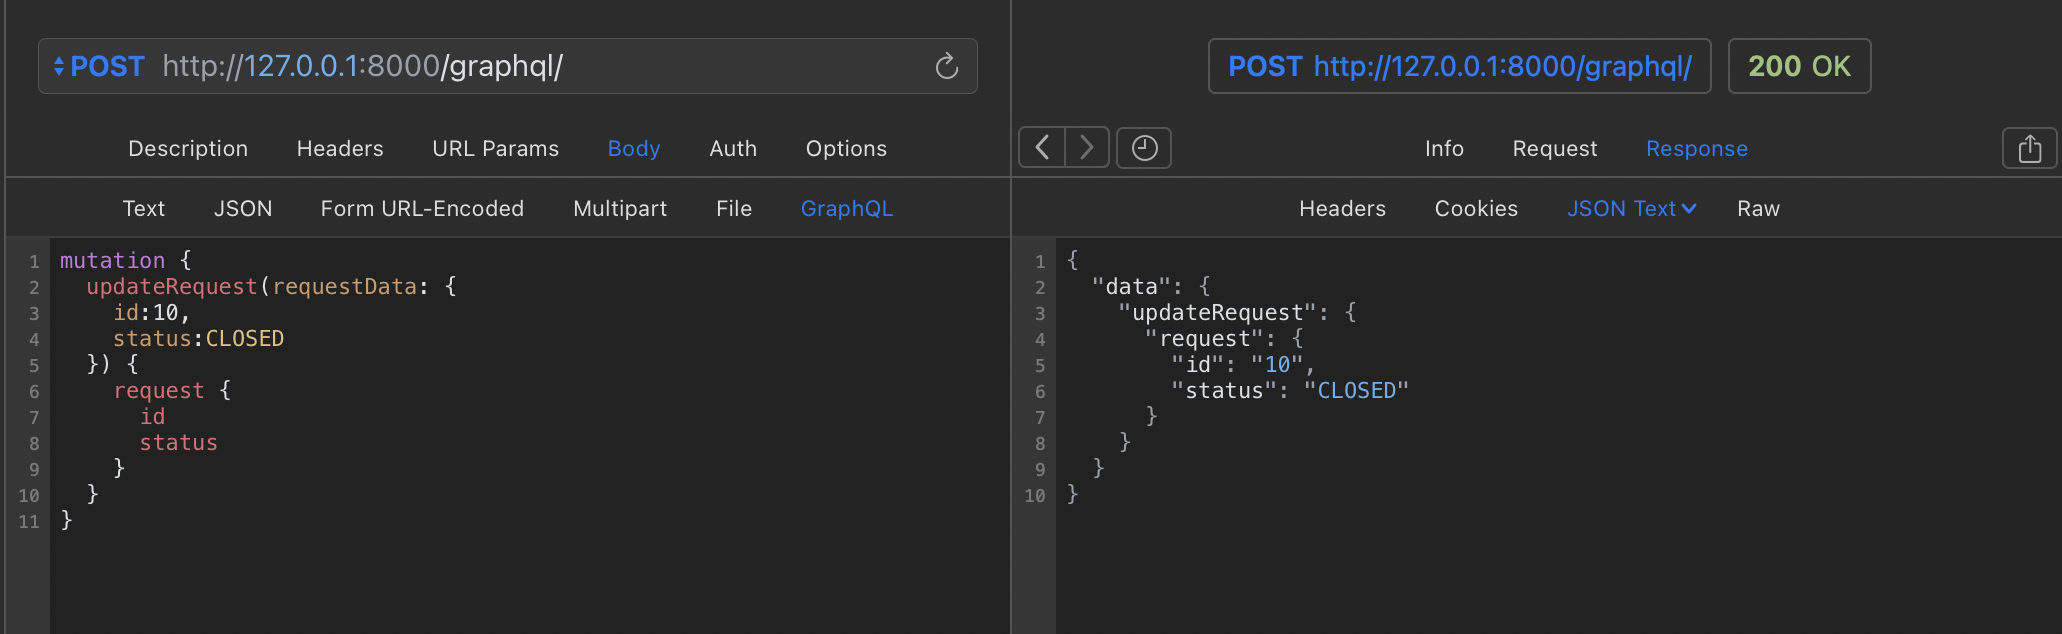 POST http://127.0.0.1:8000/graphql/
Description Headers URL Params Body Auth Options
Text JSON Form URL-Encoded Multipart File GraphQL
1 mutation {
2   updateRequest(requestData: {
3     id:10,
4     status:CLOSED
5   }) {
6     request {
7       id
8       status
9     }
10   }
11 }
POST http://127.0.0.1:8000/graphql/ 200 OK
Info Request Response
Headers Cookies JSON Text Raw
1 {
2   "data": {
3     "updateRequest": {
4       "request": {
5         "id": "10",
6         "status": "CLOSED"
7       }
8     }
9   }
10 }